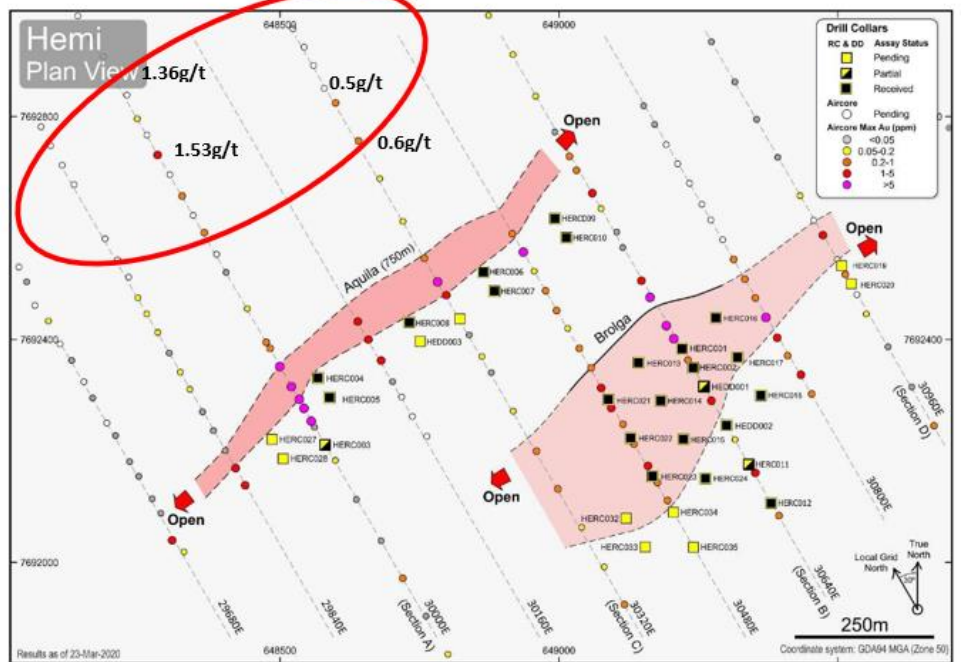 648500
649000
Hemi
Plan View
1.36g/t
0.5g/t
1.53g/t
0.6g/t
7692800
7692400
7692000
Drill Collars
RC & DD Assay Status
Pending
Partial
Received
Aircore
Pending
Aircore Max Au (ppm)
<0.05
0.05-0.2
0.2-1
1-5
>5
Open
Open
Open
Open
Aquila (750m)
Brolga
HERC009
HERC010
HERC006
HERC007
HERC008
HEDD003
HERC004
HERC005
HERC027
HERC028
HERC003
HERC019
HERC020
HERC016
HERC001
HERC013
HERC002
HERC017
HEDD001
HERC021
HERC014
HERC018
HEDD002
HERC022
HERC015
HERC011
HERC023
HERC024
HERC012
HERC032
HERC034
HERC033
HERC035
29680E
29840E
30000E
(Section A)
30160E
30320E
(Section C)
30480E
30640E
(Section B)
30800E
30960E
(Section D)
True
North
Local Grid
North
250m
Results as of 23-Mar-2020
Coordinate system: GDA94 MGA (Zone 50)